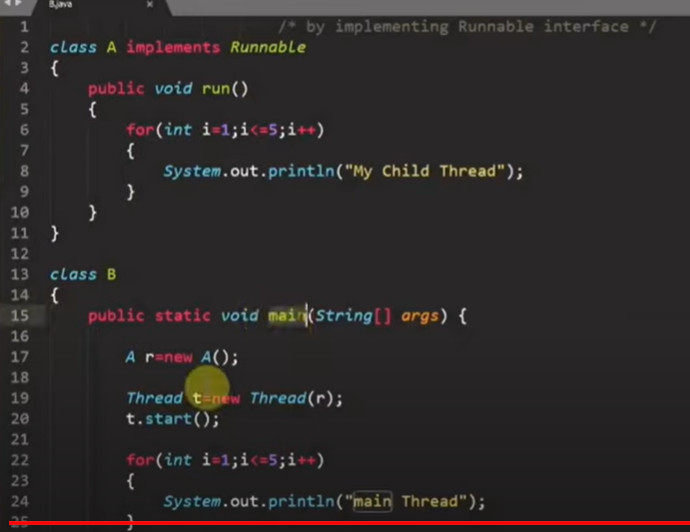 B.java ×
1 /* by implementing Runnable interface */
2 class A implements Runnable
3 {
4 public void run()
5 {
6 for(int i=1;i<=5;i++)
7 {
8 System.out.println("My Child Thread");
9 }
10 }
11 }
12
13 class B
14 {
15 public static void main(String[] args) {
16
17 A r=new A();
18
19 Thread t=new Thread(r);
20 t.start();
21
22 for(int i=1;i<=5;i++)
23 {
24 System.out.println("main Thread");
25 }